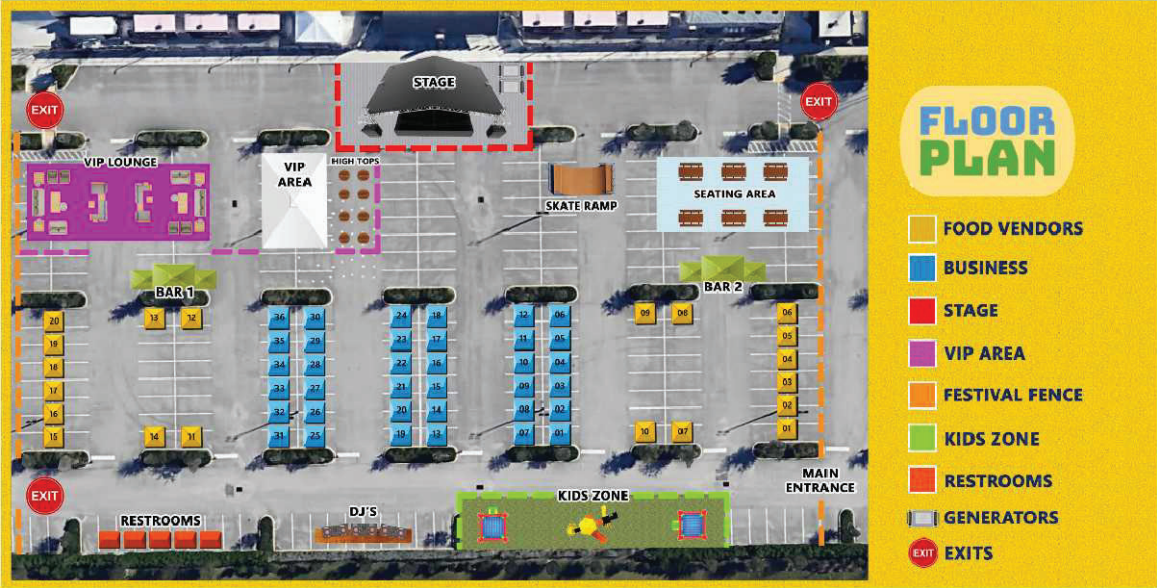 STAGE
EXIT
EXIT
VIP LOUNGE
VIP
AREA
HIGH TOPS
SKATE RAMP
SEATING AREA
BAR 1
BAR 2
20
19
18
17
16
15
13 12
14 11
36 30
35 29
34 28
33 27
32 26
31 25
24 18
23 17
22 16
21 15
20 14
19 13
12 06
11 05
10 04
09 03
08 02
07 01
09 08
10 07
06
05
04
03
02
01
EXIT
MAIN
ENTRANCE
RESTROOMS
DJ'S
KIDS ZONE
FLOOR
PLAN
FOOD VENDORS
BUSINESS
STAGE
VIP AREA
FESTIVAL FENCE
KIDS ZONE
RESTROOMS
GENERATORS
EXIT EXITS